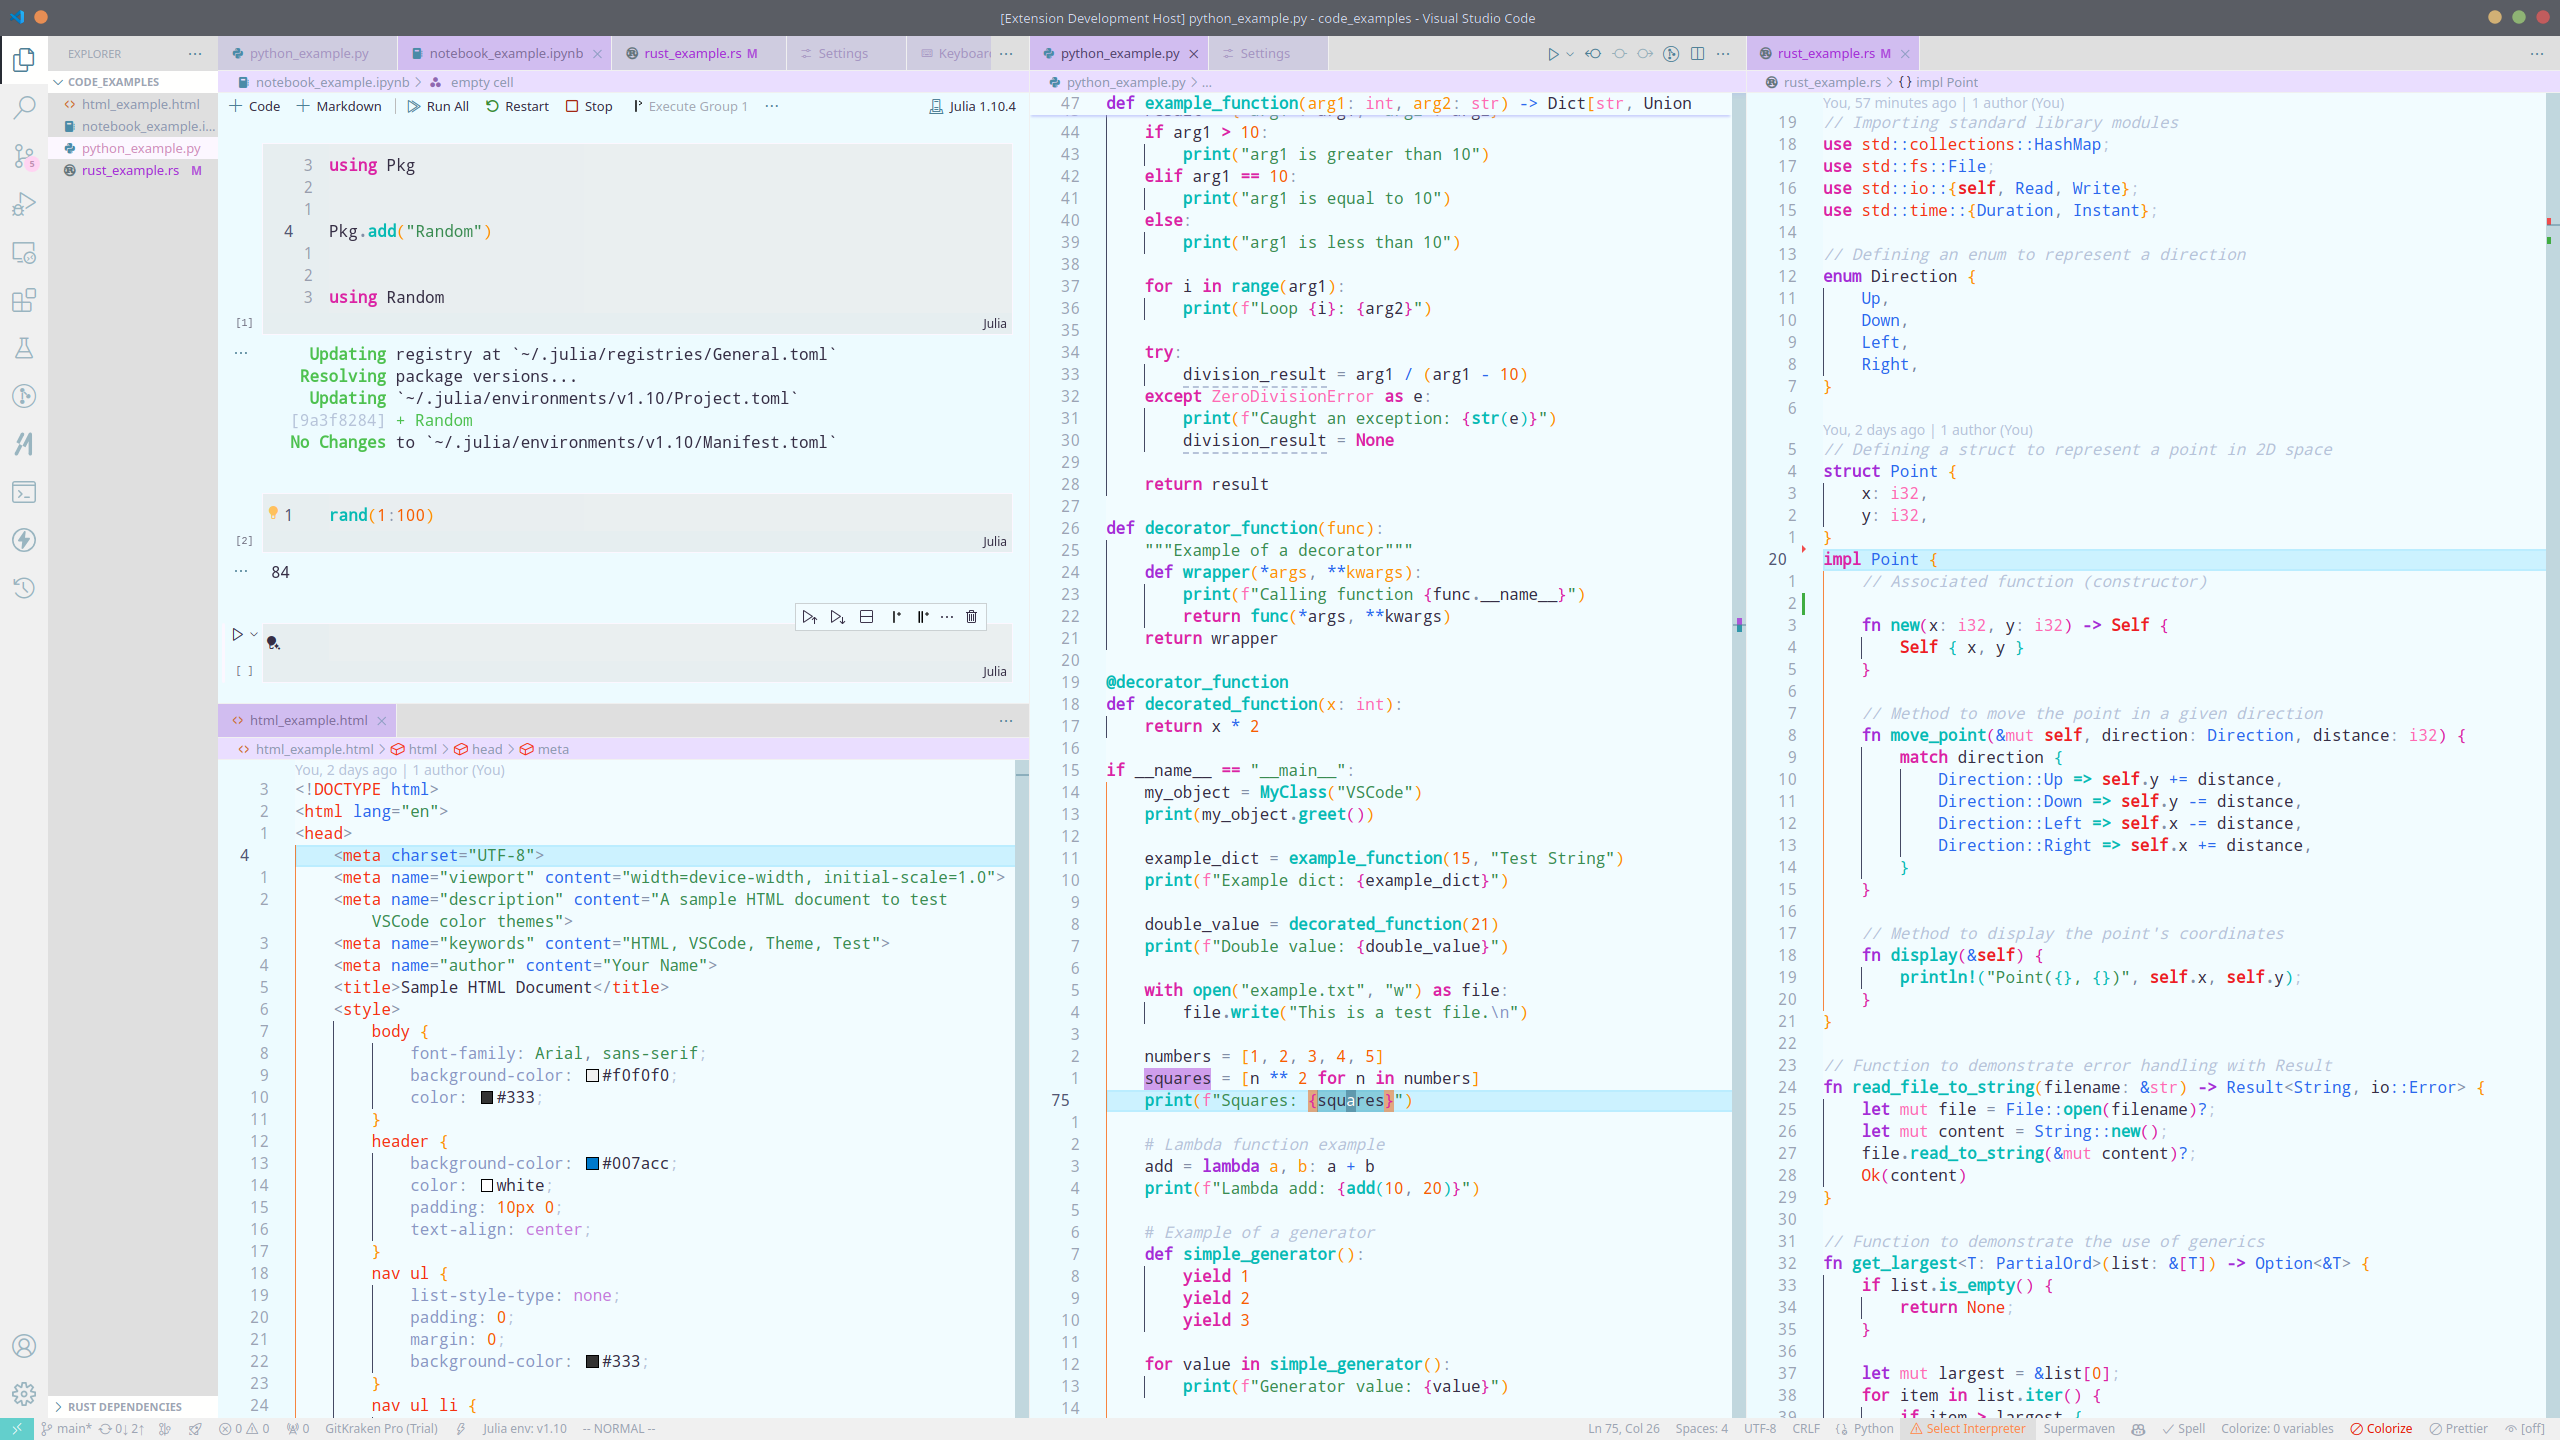 [Extension Development Host] python_example.py - code_examples - Visual Studio Code
EXPLORER
CODE_EXAMPLES
html_example.html
notebook_example.i...
python_example.py
rust_example.rs M
RUST DEPENDENCIES
5
python_example.py
notebook_example.ipynb
rust_example.rs M
Settings
Keyboar
notebook_example.ipynb > empty cell
Code Markdown Run All Restart Stop Execute Group 1 ... Julia 1.10.4
3 using Pkg
2
1
4 Pkg.add("Random")
1
2
3 using Random
[1] Julia
Updating registry at `~/.julia/registries/General.toml`
Resolving package versions...
Updating `~/.julia/environments/v1.10/Project.toml`
[9a3f8284] + Random
No Changes to `~/.julia/environments/v1.10/Manifest.toml`
1 rand(1:100)
[2] Julia
84
[ ] Julia
html_example.html
html_example.html > html > head > meta
You, 2 days ago | 1 author (You)
3 <!DOCTYPE html>
2 <html lang="en">
1 <head>
4 <meta charset="UTF-8">
1 <meta name="viewport" content="width=device-width, initial-scale=1.0">
2 <meta name="description" content="A sample HTML document to test
VSCode color themes">
3 <meta name="keywords" content="HTML, VSCode, Theme, Test">
4 <meta name="author" content="Your Name">
5 <title>Sample HTML Document</title>
6 <style>
7 body {
8 font-family: Arial, sans-serif;
9 background-color: #f0f0f0;
10 color: #333;
11 }
12 header {
13 background-color: #007acc;
14 color: white;
15 padding: 10px 0;
16 text-align: center;
17 }
18 nav ul {
19 list-style-type: none;
20 padding: 0;
21 margin: 0;
22 background-color: #333;
23 }
24 nav ul li {
python_example.py
Settings
python_example.py > ...
47 def example_function(arg1: int, arg2: str) -> Dict[str, Union
44 if arg1 > 10:
43 print("arg1 is greater than 10")
42 elif arg1 == 10:
41 print("arg1 is equal to 10")
40 else:
39 print("arg1 is less than 10")
38
37 for i in range(arg1):
36 print(f"Loop {i}: {arg2}")
35
34 try:
33 division_result = arg1 / (arg1 - 10)
32 except ZeroDivisionError as e:
31 print(f"Caught an exception: {str(e)}")
30 division_result = None
29
28 return result
27
26 def decorator_function(func):
25 """Example of a decorator"""
24 def wrapper(*args, **kwargs):
23 print(f"Calling function {func.__name__}")
22 return func(*args, **kwargs)
21 return wrapper
20
19 @decorator_function
18 def decorated_function(x: int):
17 return x * 2
16
15 if __name__ == "__main__":
14 my_object = MyClass("VSCode")
13 print(my_object.greet())
12
11 example_dict = example_function(15, "Test String")
10 print(f"Example dict: {example_dict}")
9
8 double_value = decorated_function(21)
7 print(f"Double value: {double_value}")
6
5 with open("example.txt", "w") as file:
4 file.write("This is a test file.\n")
3
2 numbers = [1, 2, 3, 4, 5]
1 squares = [n ** 2 for n in numbers]
75 print(f"Squares: {squares}")
1
2 # Lambda function example
3 add = lambda a, b: a + b
4 print(f"Lambda add: {add(10, 20)}")
5
6 # Example of a generator
7 def simple_generator():
8 yield 1
9 yield 2
10 yield 3
11
12 for value in simple_generator():
13 print(f"Generator value: {value}")
14
rust_example.rs M
rust_example.rs > {} impl Point
You, 57 minutes ago | 1 author (You)
19 // Importing standard library modules
18 use std::collections::HashMap;
17 use std::fs::File;
16 use std::io::{self, Read, Write};
15 use std::time::{Duration, Instant};
14
13 // Defining an enum to represent a direction
12 enum Direction {
11 Up,
10 Down,
9 Left,
8 Right,
7 }
6
You, 2 days ago | 1 author (You)
5 // Defining a struct to represent a point in 2D space
4 struct Point {
3 x: i32,
2 y: i32,
1 }
20 impl Point {
1 // Associated function (constructor)
2
3 fn new(x: i32, y: i32) -> Self {
4 Self { x, y }
5 }
6
7 // Method to move the point in a given direction
8 fn move_point(&mut self, direction: Direction, distance: i32) {
9 match direction {
10 Direction::Up => self.y += distance,
11 Direction::Down => self.y -= distance,
12 Direction::Left => self.x -= distance,
13 Direction::Right => self.x += distance,
14 }
15 }
16
17 // Method to display the point's coordinates
18 fn display(&self) {
19 println!("Point({}, {})", self.x, self.y);
20 }
21 }
22
23 // Function to demonstrate error handling with Result
24 fn read_file_to_string(filename: &str) -> Result<String, io::Error> {
25 let mut file = File::open(filename)?;
26 let mut content = String::new();
27 file.read_to_string(&mut content)?;
28 Ok(content)
29 }
30
31 // Function to demonstrate the use of generics
32 fn get_largest<T: PartialOrd>(list: &[T]) -> Option<&T> {
33 if list.is_empty() {
34 return None;
35 }
36
37 let mut largest = &list[0];
38 for item in list.iter() {
39 if item > largest {
main* 0↓ 2↑ 0 0 0 GitKraken Pro (Trial) Julia env: v1.10 -- NORMAL --
Ln 75, Col 26 Spaces: 4 UTF-8 CRLF Python Select Interpreter Supermaven Spell Colorize: 0 variables Colorize Prettier [off]